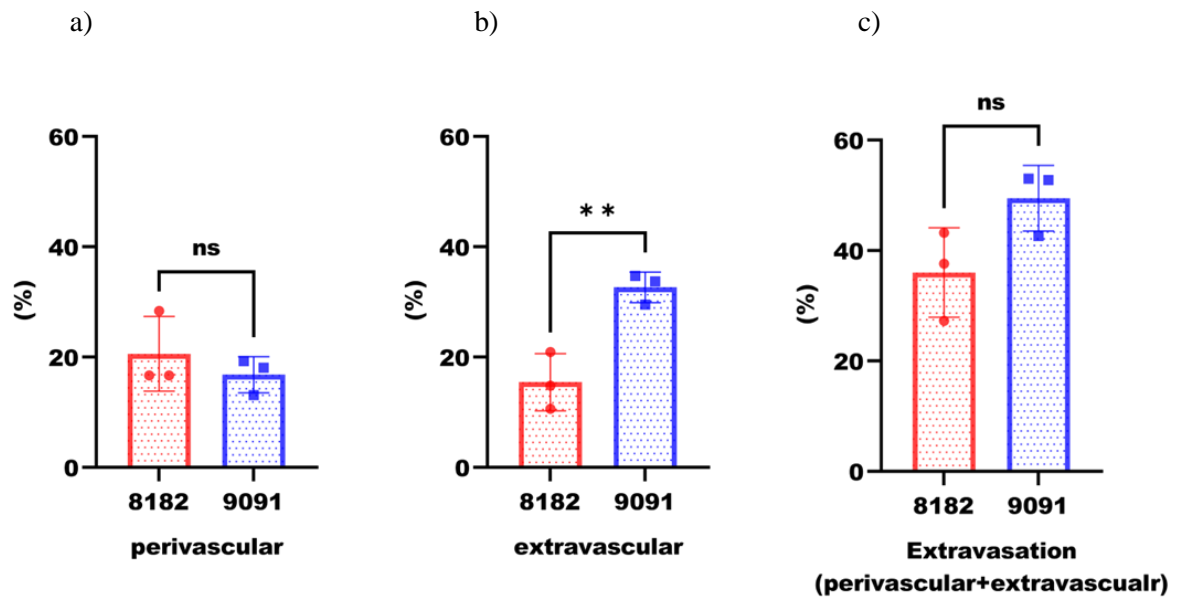 a)
b)
c)
60
40
20
0
(%)
ns
8182 9091
perivascular
60
40
20
0
(%)
**
8182 9091
extravascular
60
40
20
0
(%)
ns
8182 9091
Extravasation
(perivascular+extravascualr)